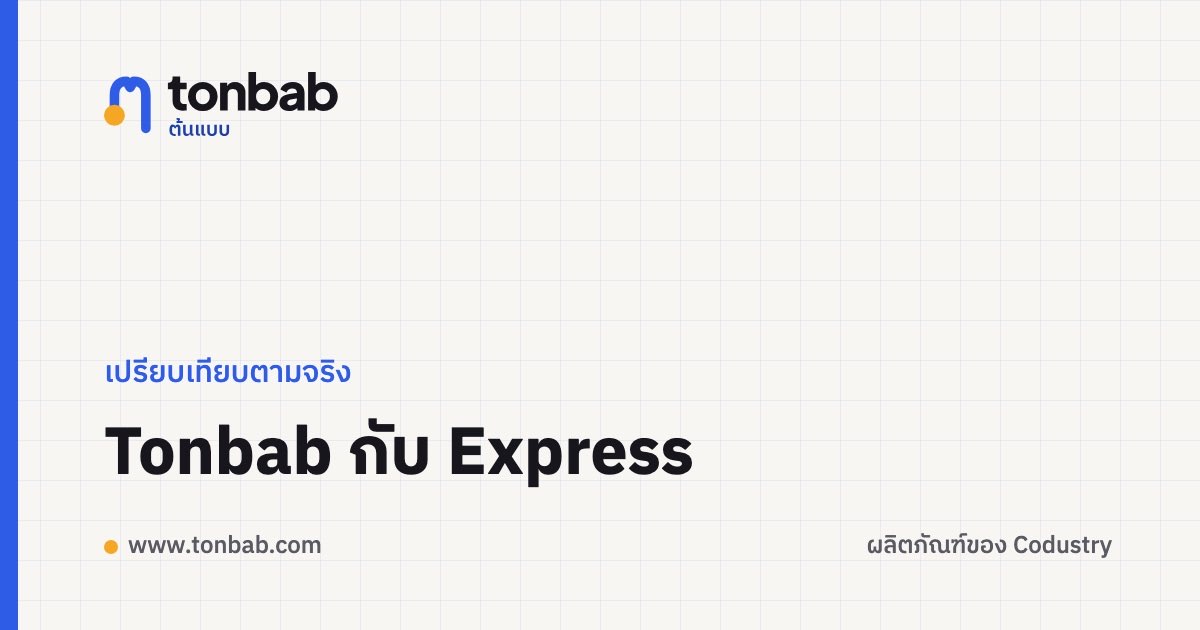 tonbab
ต้นแบบ
เปรียบเทียบตามจริง
Tonbab กับ Express
www.tonbab.com
ผลิตภัณฑ์ของ Codustry